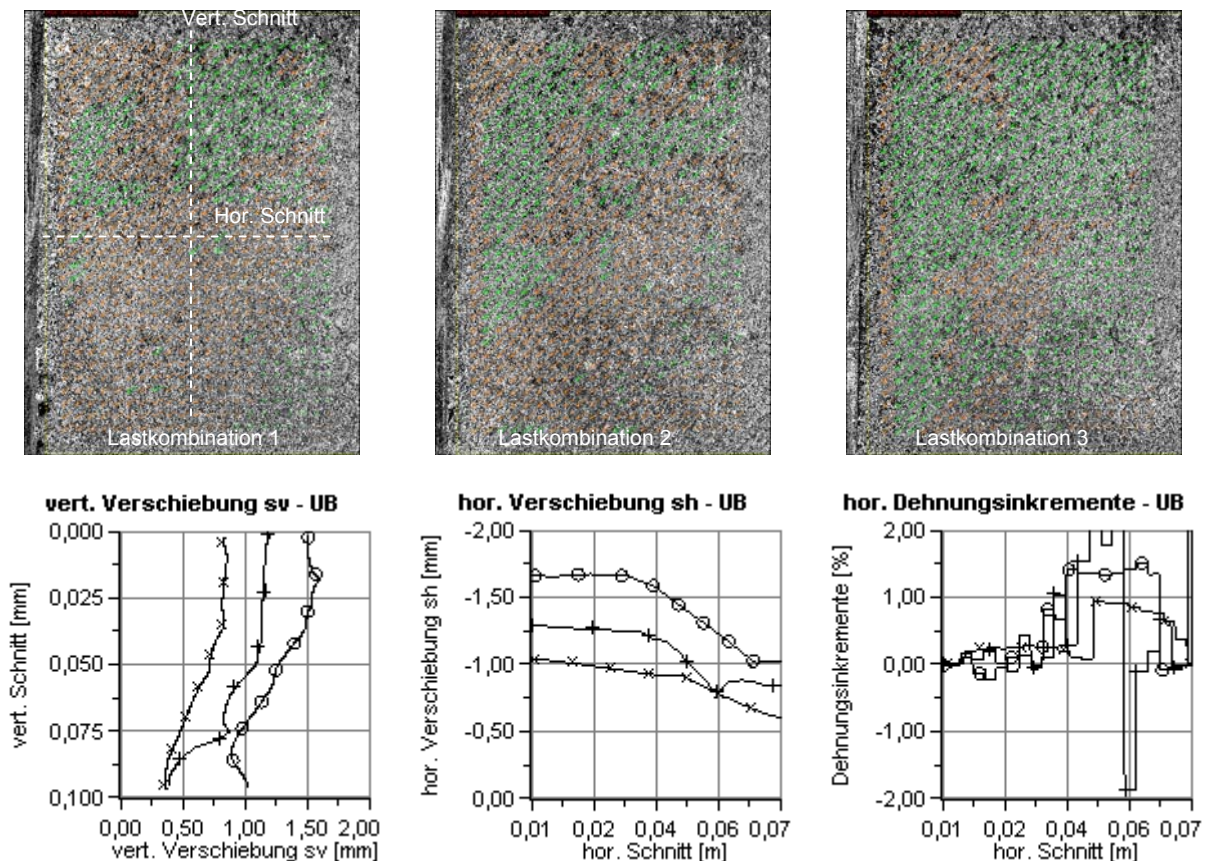 Vert. Schnitt
Hor. Schnitt
Lastkombination 1
Lastkombination 2
Lastkombination 3
vert. Verschiebung sv - UB
0,000
0,025
0,050
0,075
0,100
vert. Schnitt [mm]
0,00 0,50 1,00 1,50 2,00
vert. Verschiebung sv [mm]
hor. Verschiebung sh - UB
-2,00
-1,50
-1,00
-0,50
0,00
hor. Verschiebung sh [mm]
0,01 0,02 0,04 0,06 0,07
hor. Schnitt [m]
hor. Dehnungsinkremente - UB
2,00
1,00
0,00
-1,00
-2,00
Dehnungsinkremente [%]
0,01 0,02 0,04 0,06 0,07
hor. Schnitt [m]